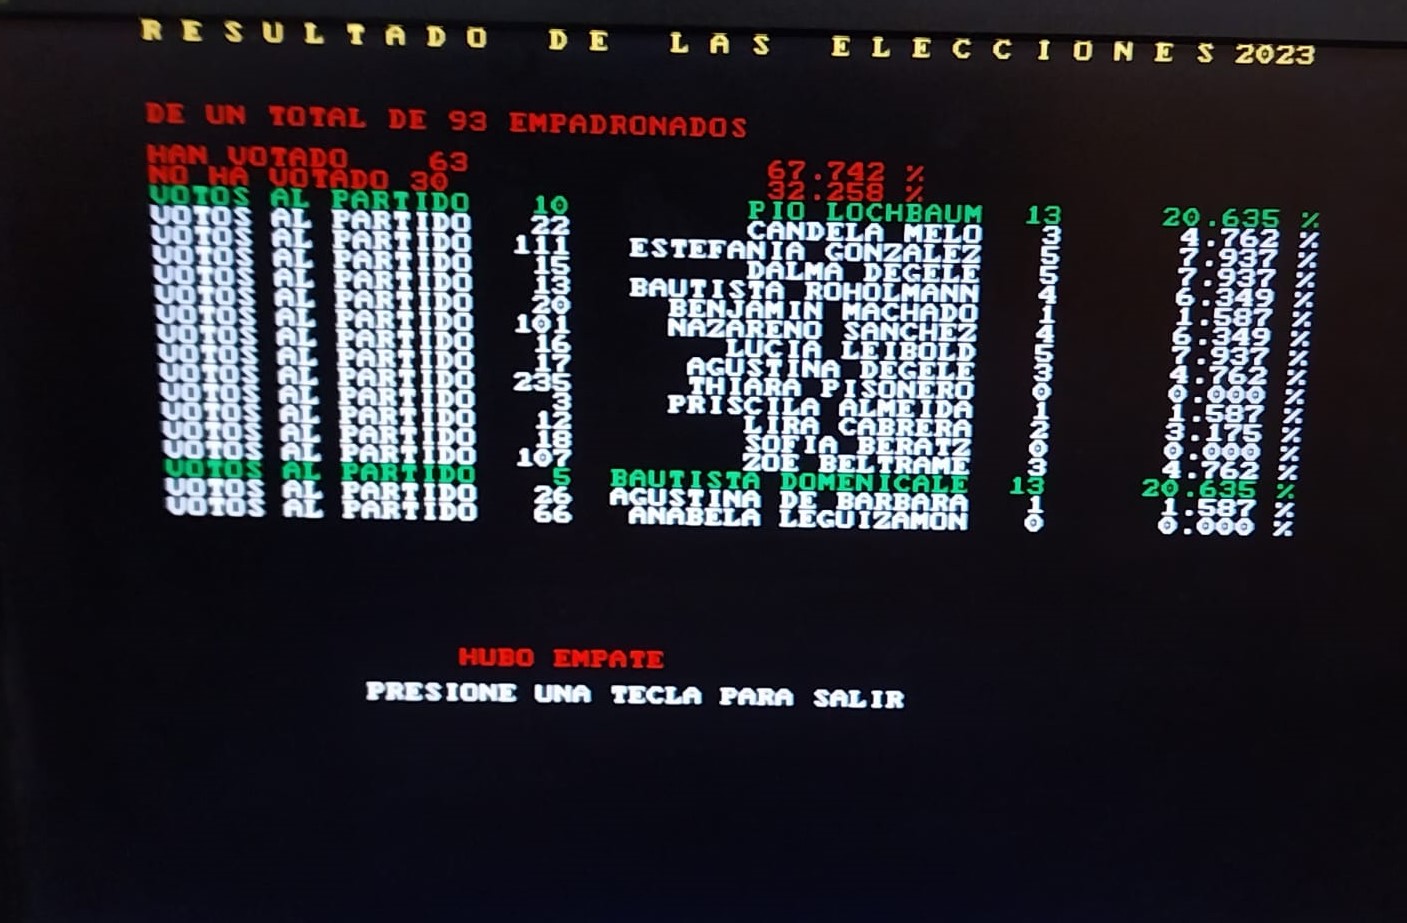 RESULTADO DE LAS ELECCIONES 2023
DE UN TOTAL DE 93 EMPADRONADOS
HAN VOTADO 63 67.742 %
NO HA VOTADO 30 32.258 %
VOTOS AL PARTIDO 10 PIO LOCHBAUM 13 20.635 %
VOTOS AL PARTIDO 22 CANDELA MELO 3 4.762 %
VOTOS AL PARTIDO 111 ESTEFANIA GONZALEZ 5 7.937 %
VOTOS AL PARTIDO 15 DALMA DEGELE 5 7.937 %
VOTOS AL PARTIDO 13 BAUTISTA ROHOLMANN 4 6.349 %
VOTOS AL PARTIDO 20 BENJAMIN MACHADO 1 1.587 %
VOTOS AL PARTIDO 101 NAZARENO SANCHEZ 4 6.349 %
VOTOS AL PARTIDO 16 LUCIA LEIBOLD 5 7.937 %
VOTOS AL PARTIDO 17 AGUSTINA DEGELE 3 4.762 %
VOTOS AL PARTIDO 235 THIARA PISONERO 0 0.000 %
VOTOS AL PARTIDO 3 PRISCILA ALMEIDA 1 1.587 %
VOTOS AL PARTIDO 12 LIRA CABRERA 2 3.175 %
VOTOS AL PARTIDO 18 SOFIA BERATZ 0 0.000 %
VOTOS AL PARTIDO 107 ZOE BELTRAME 3 4.762 %
VOTOS AL PARTIDO 5 BAUTISTA DOMENICALE 13 20.635 %
VOTOS AL PARTIDO 26 AGUSTINA DE BARBARA 1 1.587 %
VOTOS AL PARTIDO 66 ANABELA LEGUIZAMON 0 0.000 %
HUBO EMPATE
PRESIONE UNA TECLA PARA SALIR